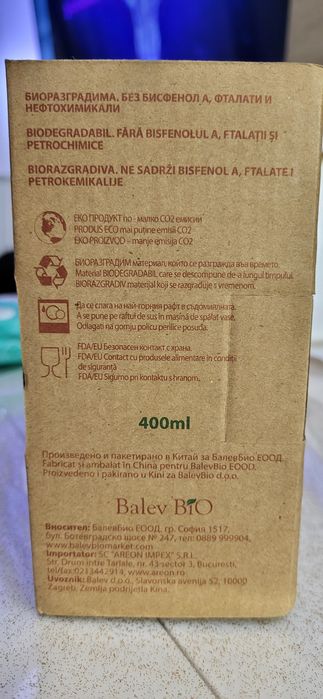 БИОРАЗГРАДИМА. БЕЗ БИСФЕНОЛ А, ФТАЛАТИ И
НЕФТОХИМИКАЛИ
BIODEGRADABIL. FĂRĂ BISFENOLUL A, FTALAȚII ȘI
PETROCHIMICE
BIORAZGRADIVA. NE SADRŽI BISFENOL A, FTALATE I
PETROKEMIKALIJE
ЕКО ПРОДУКТ по - малко CO2 емисии
PRODUS ECO mai puține emisii CO2
EKO-PROIZVOD – manje emisija CO2
БИОРАЗГРАДИМ материал, който се разгражда във времето.
Material BIODEGRADABIL, care se descompune de-a lungul timpului.
BIORAZGRADIV materijal koji se razgrađuje s vremenom.
Да се слага на най-горния рафт в съдомиялната.
A se pune pe raftul de sus în mașina de spălat vase.
Odlagati na gornju policu perilice posuđa.
FDA/EU Безопасен контакт с храна.
FDA/EU Contact cu produsele alimentare în condiții
de siguranță
FDA/EU Sigurno pri kontaktu s hranom.
400ml
Произведено и пакетирано в Китай за БалевБио ЕООД.
Fabricat și ambalat în China pentru BalevBio EOOD.
Proizvedeno i pakirano u Kini za BalevBio d.o.o.
Balev BiO
Вносител: БалевБио ЕООД, гр. София 1517,
бул. Ботевградско шосе № 247, тел: 0889 999904,
www.balevbiomarket.com
Importator: SC "AREON IMPEX" S.R.L.
Str. Drum intre Tarlale, nr. 43-sector 3, Bucuresti,
tel/fax:0213442914, www.areon.ro
Uvoznik: Balev d.o.o., Slavonska avenija 52, 10000
Zagreb, Zemlja podrijetla Kina.